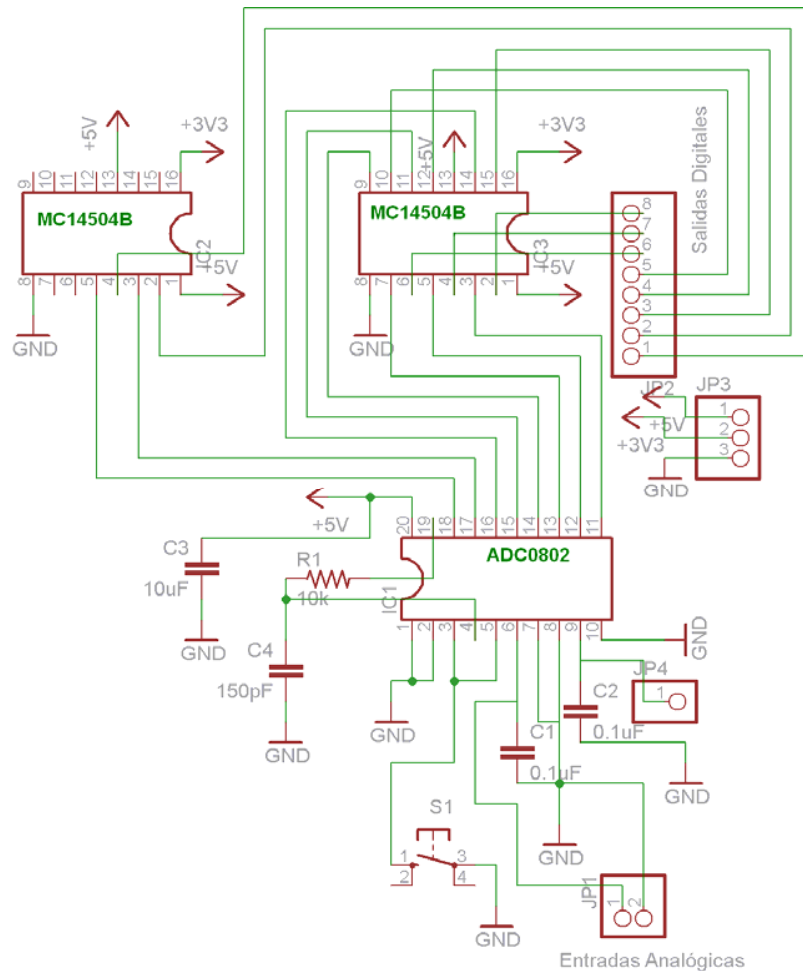 +5V
+3V3
9 10 11 12 13 14 15 16
MC14504B
IC2
8 7 6 5 4 3 2 1
+5V
GND
+5V
+3V3
9 10 11 12 13 14 15 16
MC14504B
IC3
8 7 6 5 4 3 2 1
+5V
GND
Salidas Digitales
8
7
6
5
4
3
2
1
JP2
JP3
1
2
3
+5V
+3V3
GND
+5V
20 19 18 17 16 15 14 13 12 11
ADC0802
IC1
1 2 3 4 5 6 7 8 9 10
GND
C3
10uF
GND
R1
10k
C4
150pF
GND
GND
C2
0.1uF
JP4
1
GND
C1
0.1uF
GND
S1
1 3
2 4
GND
JP1
1 2
Entradas Analógicas